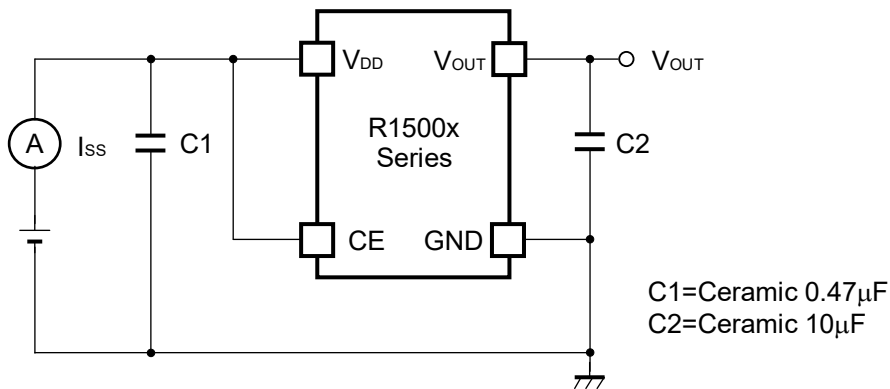 VDD
VOUT
VOUT
R1500x
Series
A
ISS
C1
C2
CE
GND
C1=Ceramic 0.47μF
C2=Ceramic 10μF